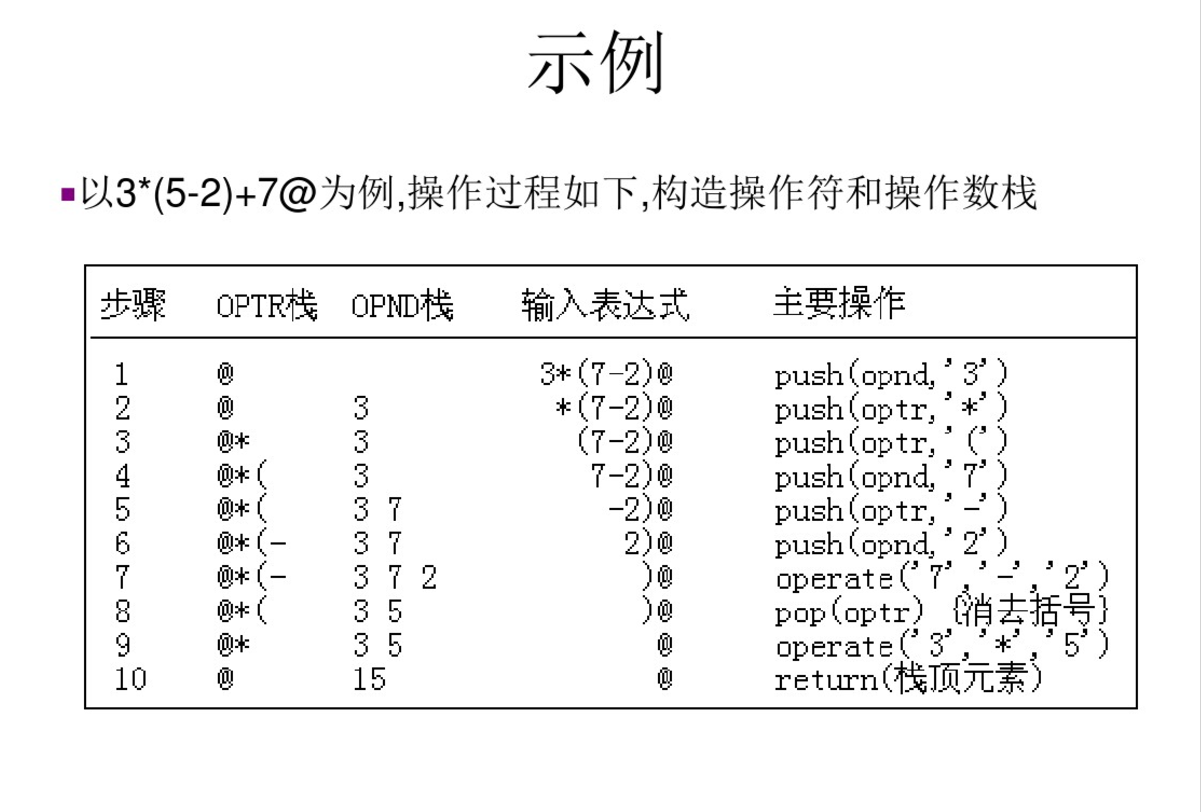 示例
以3*(5-2)+7@为例,操作过程如下,构造操作符和操作数栈
步骤 OPTR栈 OPND栈 输入表达式 主要操作
1 @ 3*(7-2)@ push(opnd,'3')
2 @ 3 *(7-2)@ push(optr,'*')
3 @* 3 (7-2)@ push(optr,'(')
4 @*( 3 7-2)@ push(opnd,'7')
5 @*( 3 7 -2)@ push(optr,'-')
6 @*(- 3 7 2)@ push(opnd,'2')
7 @*(- 3 7 2 )@ operate('7','-','2')
8 @*( 3 5 )@ pop(optr) {消去括号}
9 @* 3 5 @ operate('3','*','5')
10 @ 15 @ return(栈顶元素)